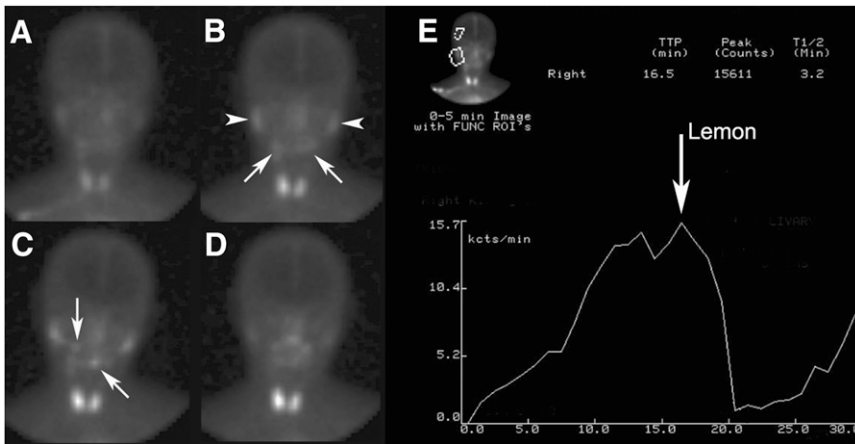 A
B
C
D
E
TTP Peak T1/2
(min) (Counts) (Min)
Right 16.5 15611 3.2
0-5 min Image
with FUNC ROI's
Lemon
15.7
kcts/min
10.4
5.2
0.0
0.0 5.0 10.0 15.0 20.0 25.0 30.0